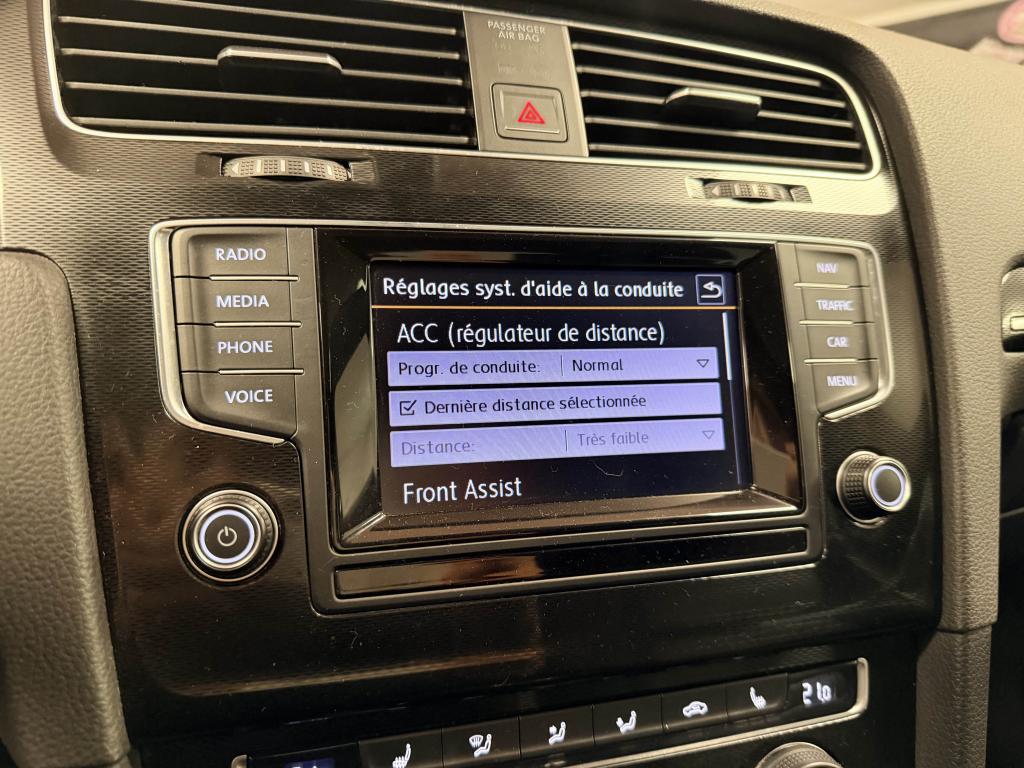 PASSENGER
AIR BAG
RADIO
MEDIA
PHONE
VOICE
Réglages syst. d'aide à la conduite
ACC (régulateur de distance)
Progr. de conduite: Normal
Dernière distance sélectionnée
Distance: Très faible
Front Assist
NAV
TRAFFIC
CAR
MENU
21.0